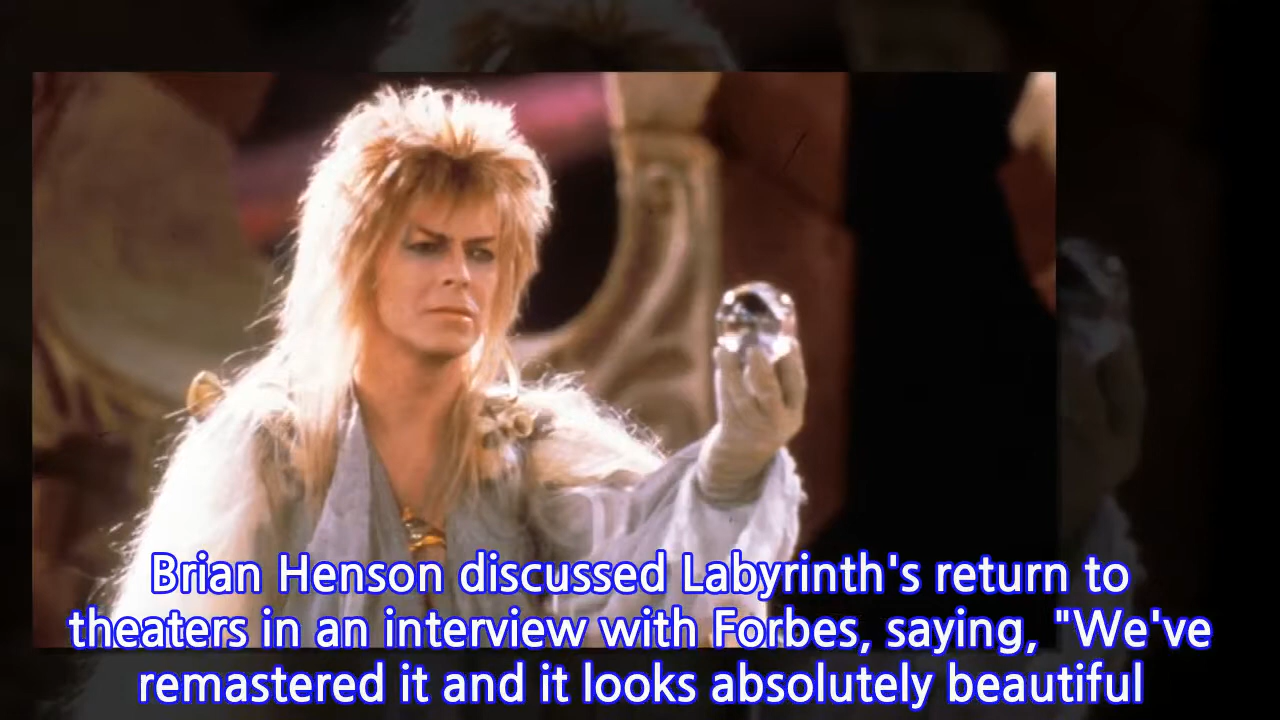 Brian Henson discussed Labyrinth's return to
theaters in an interview with Forbes, saying, "We've
remastered it and it looks absolutely beautiful